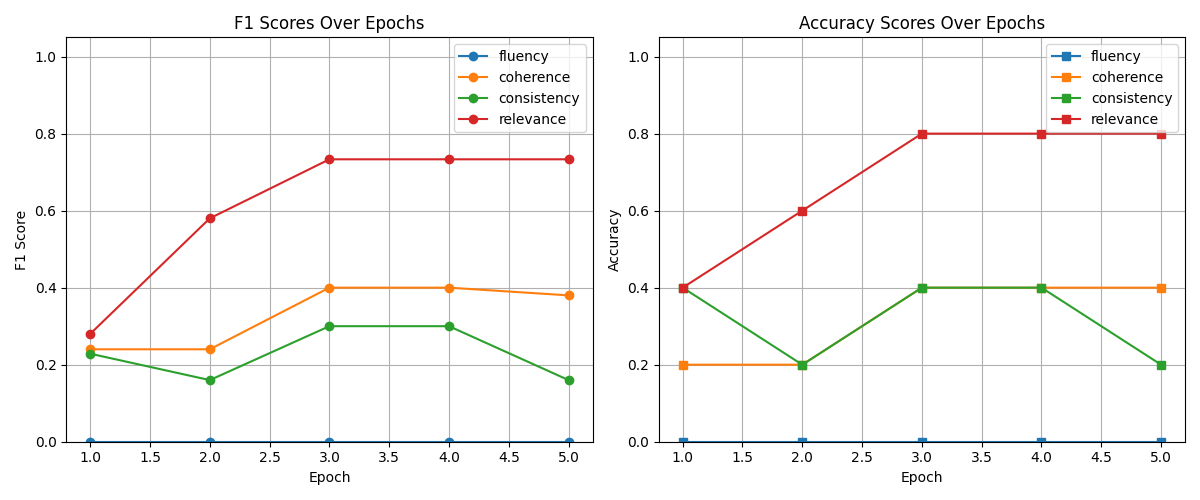 F1 Scores Over Epochs
1.0
0.8
0.6
0.4
0.2
0.0
F1 Score
fluency
coherence
consistency
relevance
1.0 1.5 2.0 2.5 3.0 3.5 4.0 4.5 5.0
Epoch
Accuracy Scores Over Epochs
1.0
0.8
0.6
0.4
0.2
0.0
Accuracy
fluency
coherence
consistency
relevance
1.0 1.5 2.0 2.5 3.0 3.5 4.0 4.5 5.0
Epoch